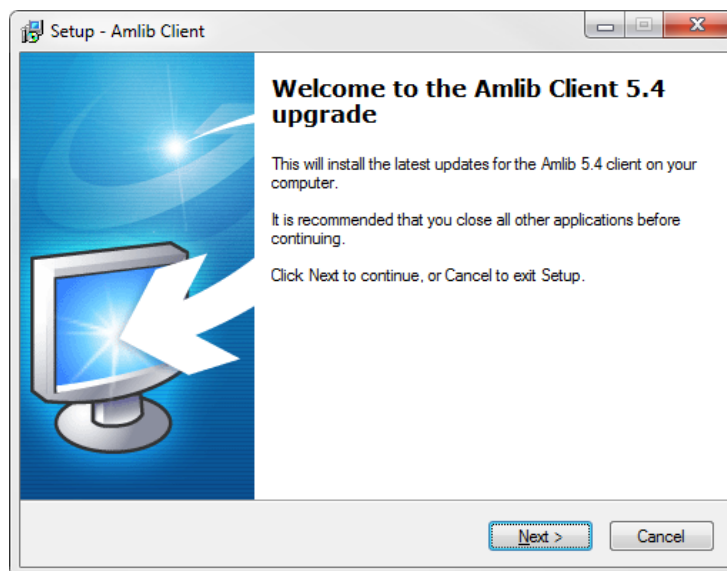 Setup - Amlib Client
Welcome to the Amlib Client 5.4
upgrade
This will install the latest updates for the Amlib 5.4 client on your
computer.
It is recommended that you close all other applications before
continuing.
Click Next to continue, or Cancel to exit Setup.
Next >
Cancel